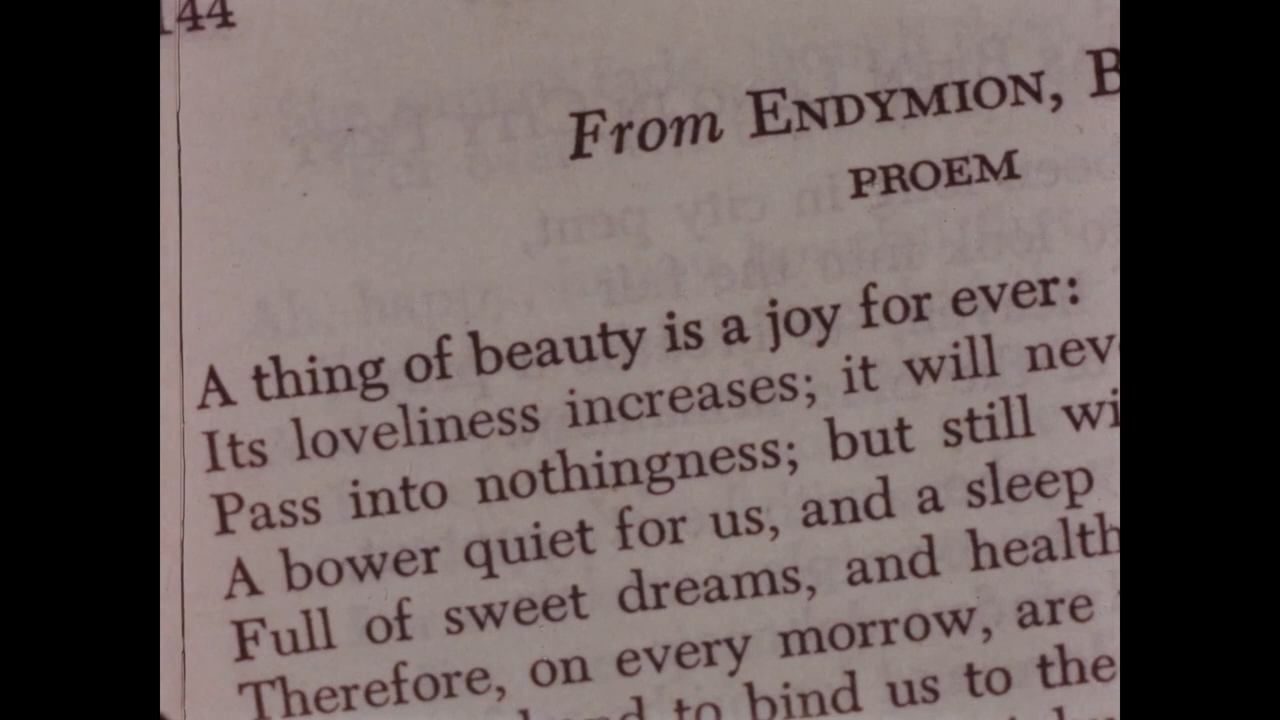 144
From ENDYMION, B
PROEM
A thing of beauty is a joy for ever:
Its loveliness increases; it will nev
Pass into nothingness; but still wi
A bower quiet for us, and a sleep
Full of sweet dreams, and health
Therefore, on every morrow, are
to bind us to the